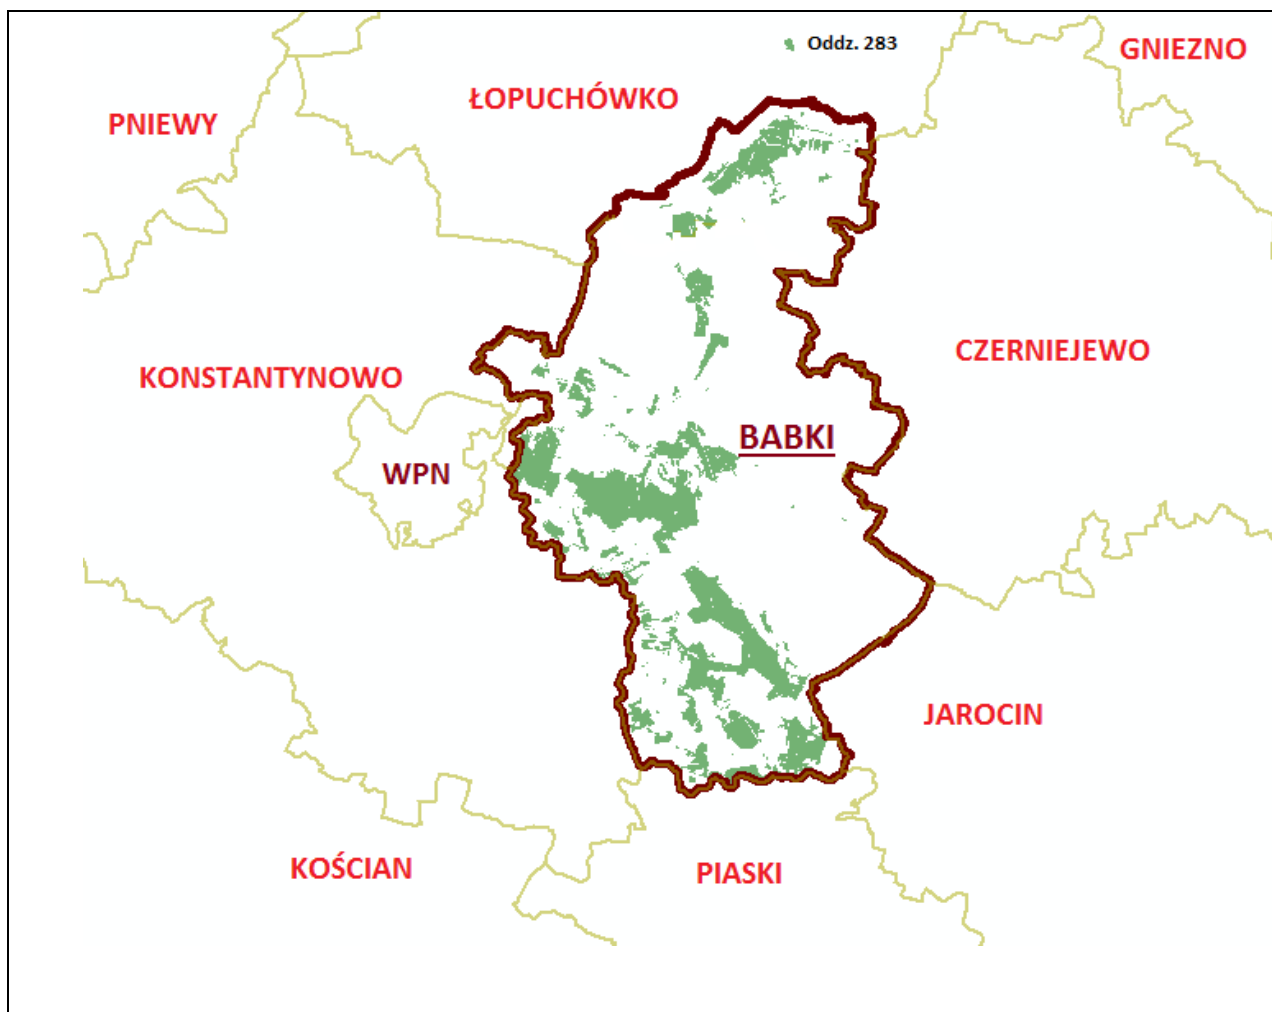 Oddz. 283
GNIEZNO
ŁOPUCHÓWKO
PNIEWY
CZERNIEJEWO
KONSTANTYNOWO
BABKI
WPN
JAROCIN
KOŚCIAN
PIASKI